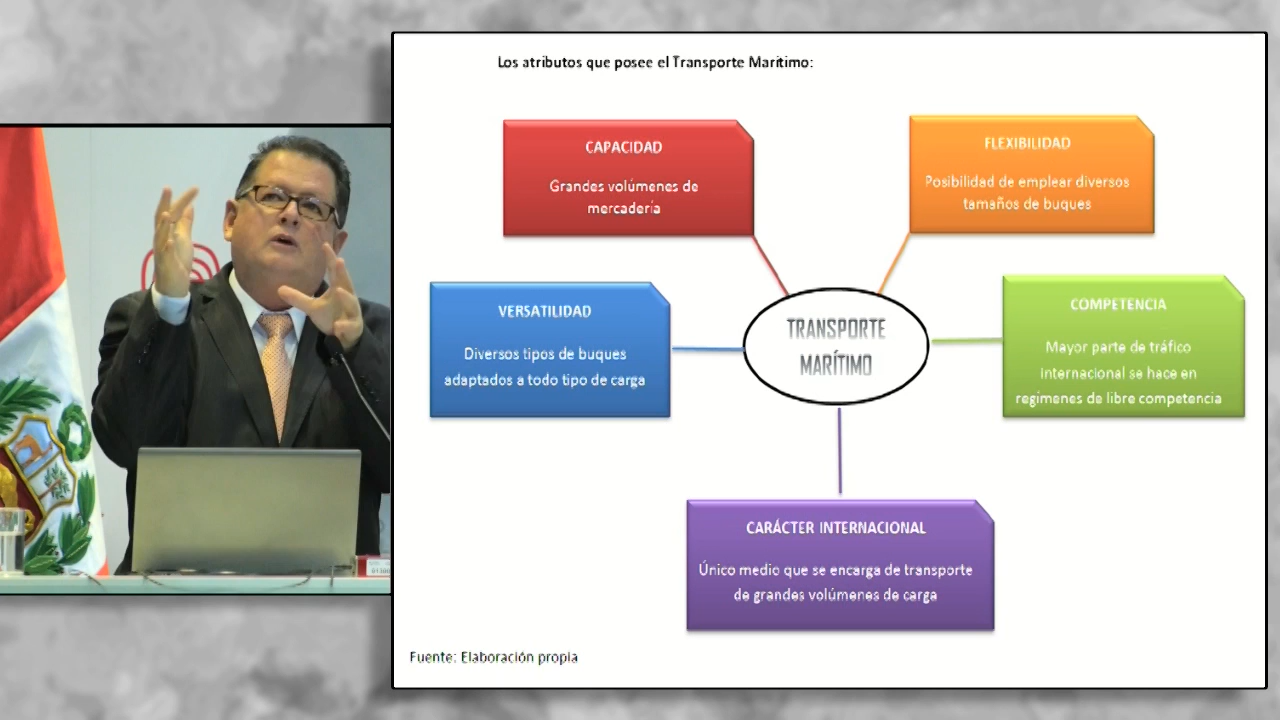 Los atributos que posee el Transporte Marítimo:
CAPACIDAD
Grandes volúmenes de
mercadería
FLEXIBILIDAD
Posibilidad de emplear diversos
tamaños de buques
VERSATILIDAD
Diversos tipos de buques
adaptados a todo tipo de carga
TRANSPORTE
MARÍTIMO
COMPETENCIA
Mayor parte de tráfico
internacional se hace en
regímenes de libre competencia
CARÁCTER INTERNACIONAL
Único medio que se encarga de transporte
de grandes volúmenes de carga
Fuente: Elaboración propia